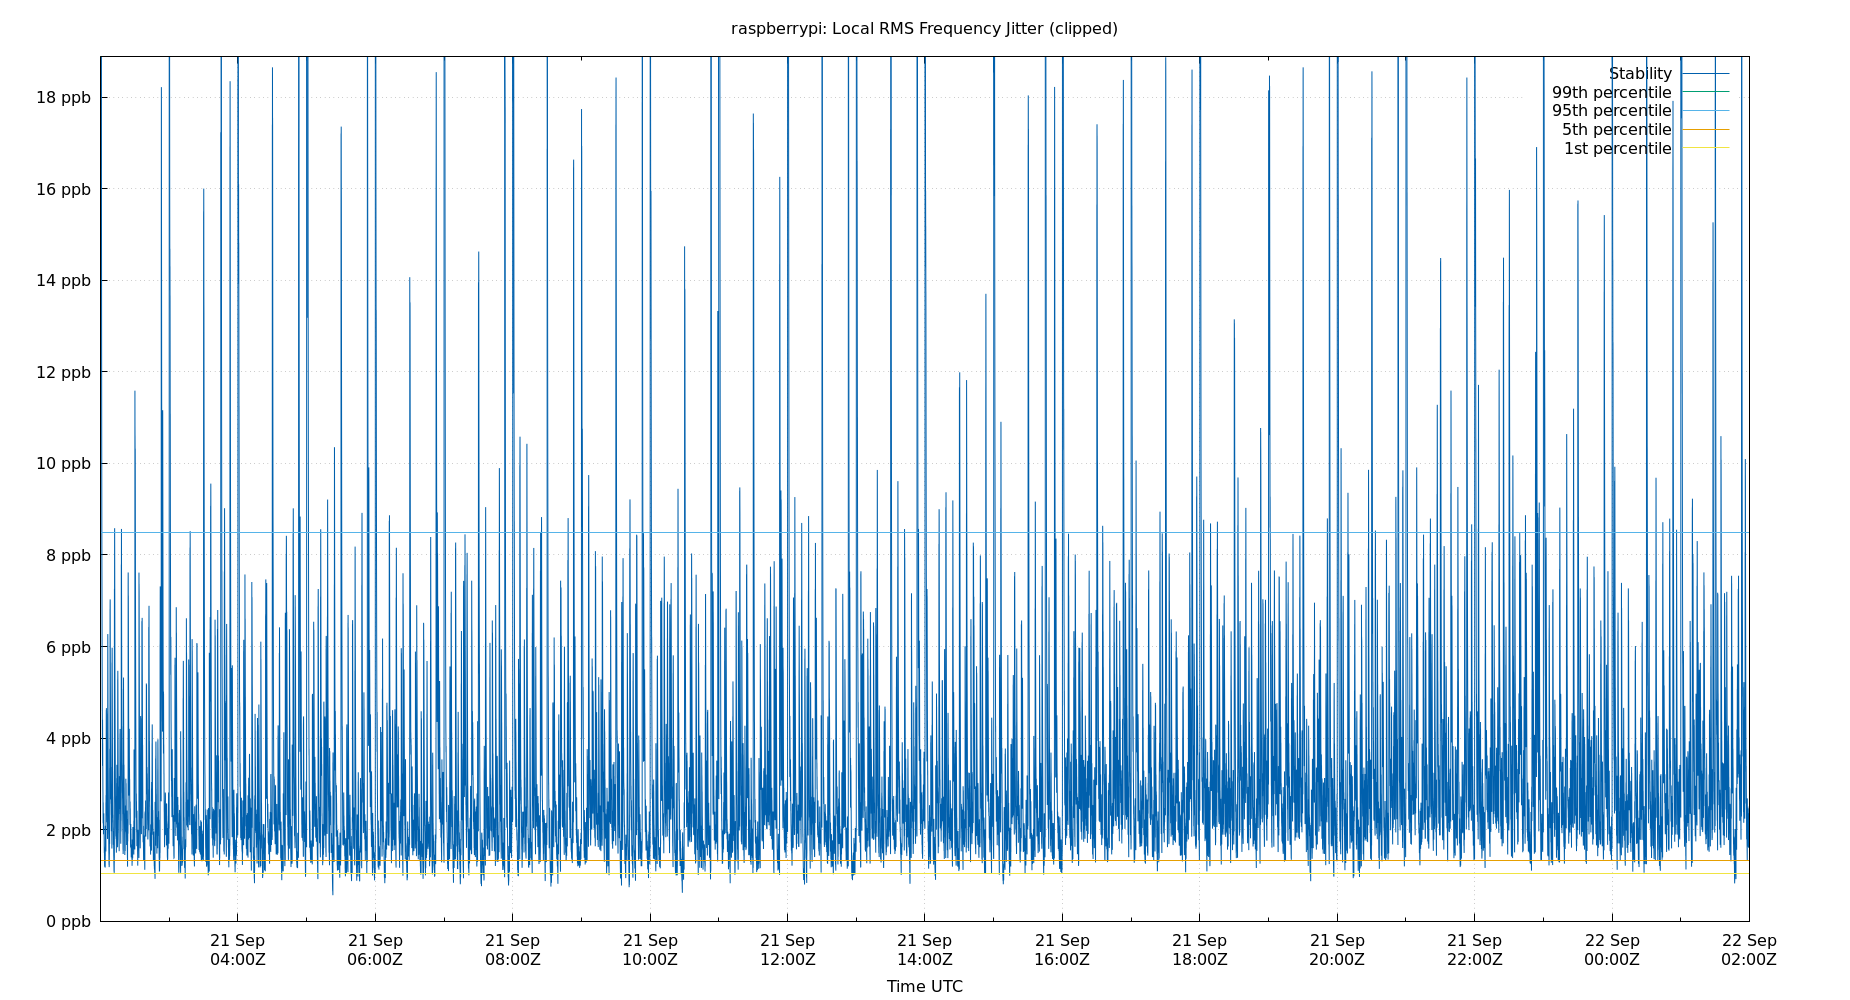 raspberrypi: Local RMS Frequency Jitter (clipped)
Stability
99th percentile
95th percentile
5th percentile
1st percentile
18 ppb
16 ppb
14 ppb
12 ppb
10 ppb
8 ppb
6 ppb
4 ppb
2 ppb
0 ppb
21 Sep 21 Sep 21 Sep 21 Sep 21 Sep 21 Sep 21 Sep 21 Sep 21 Sep 21 Sep 22 Sep 22 Sep
04:00Z 06:00Z 08:00Z 10:00Z 12:00Z 14:00Z 16:00Z 18:00Z 20:00Z 22:00Z 00:00Z 02:00Z
Time UTC